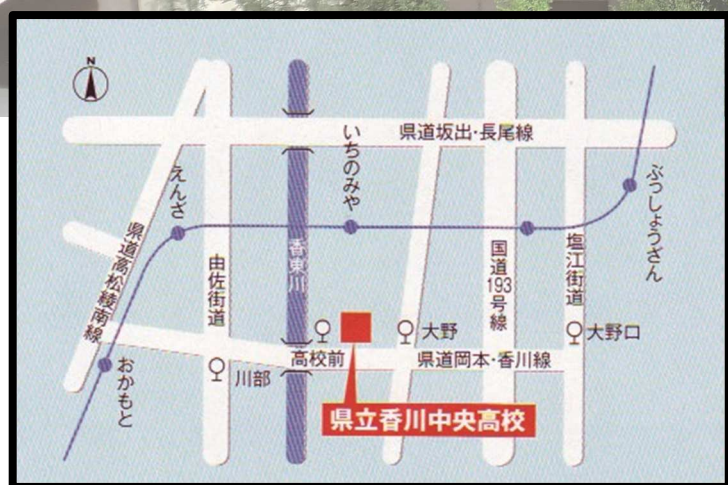 N
県道坂出・長尾線
いちのみや
えんざ
ぶっしょうざん
県道高松綾南線
由佐街道
香東川
国道193号線
塩江街道
大野
大野口
高校前
県道岡本・香川線
おかもと
川部
県立香川中央高校